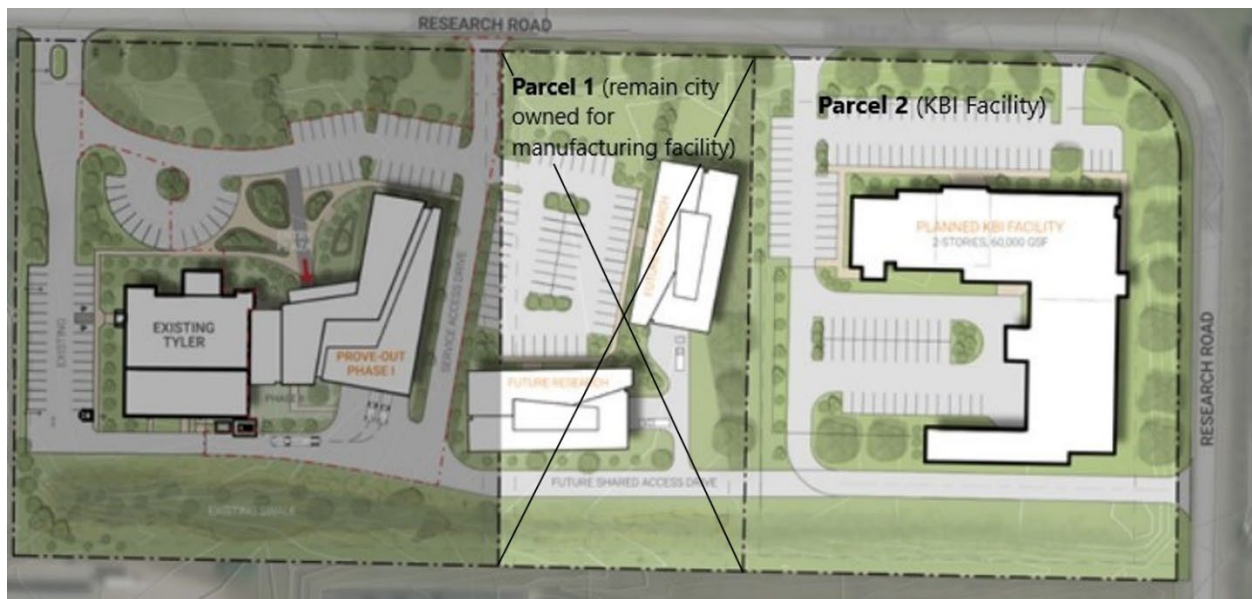 RESEARCH ROAD
Parcel 1 (remain city
owned for
manufacturing facility)
Parcel 2 (KBI Facility)
PLANNED KBI FACILITY
2-STORIES, 60,000 GSF
FUTURE RESEARCH
SERVICE ACCESS DRIVE
EXISTING
EXISTING
TYLER
PROVE-OUT
PHASE I
PHASE II
FUTURE RESEARCH
RESEARCH ROAD
FUTURE SHARED ACCESS DRIVE
EXISTING SWALE